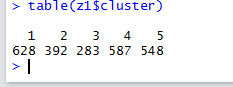 > table(z1$cluster)
1 2 3 4 5
628 392 283 587 548
>